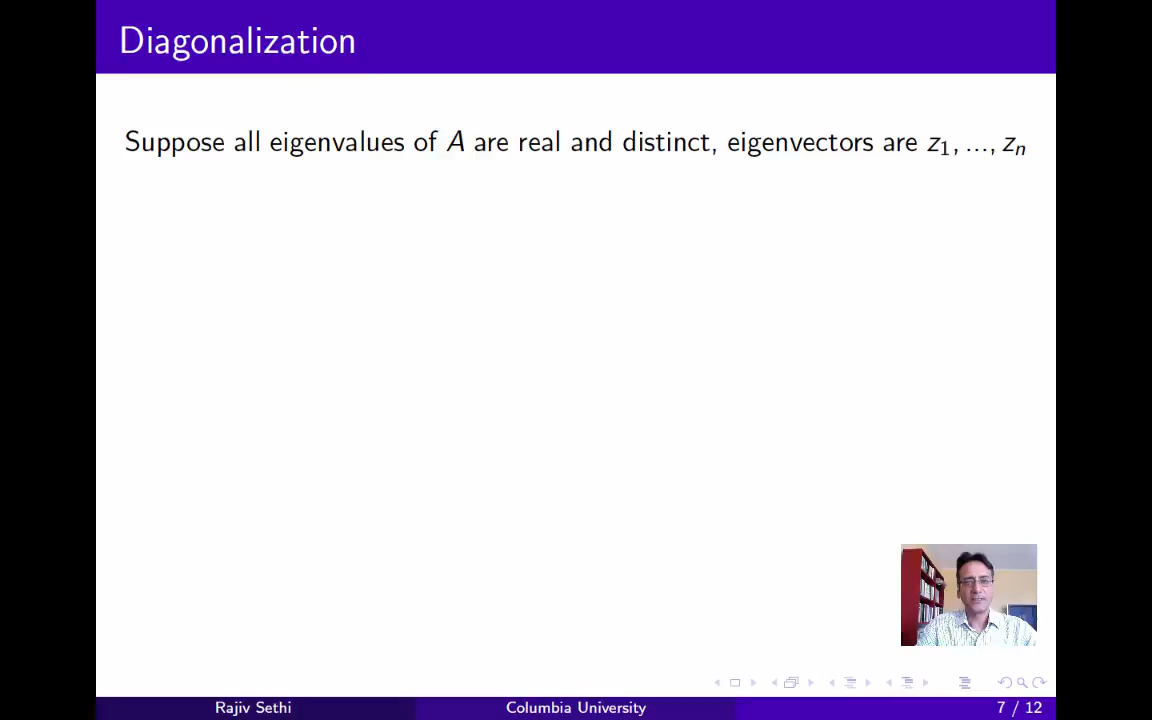 Diagonalization
Suppose all eigenvalues of A are real and distinct, eigenvectors are z₁, ..., zₙ
Rajiv Sethi Columbia University 7 / 12